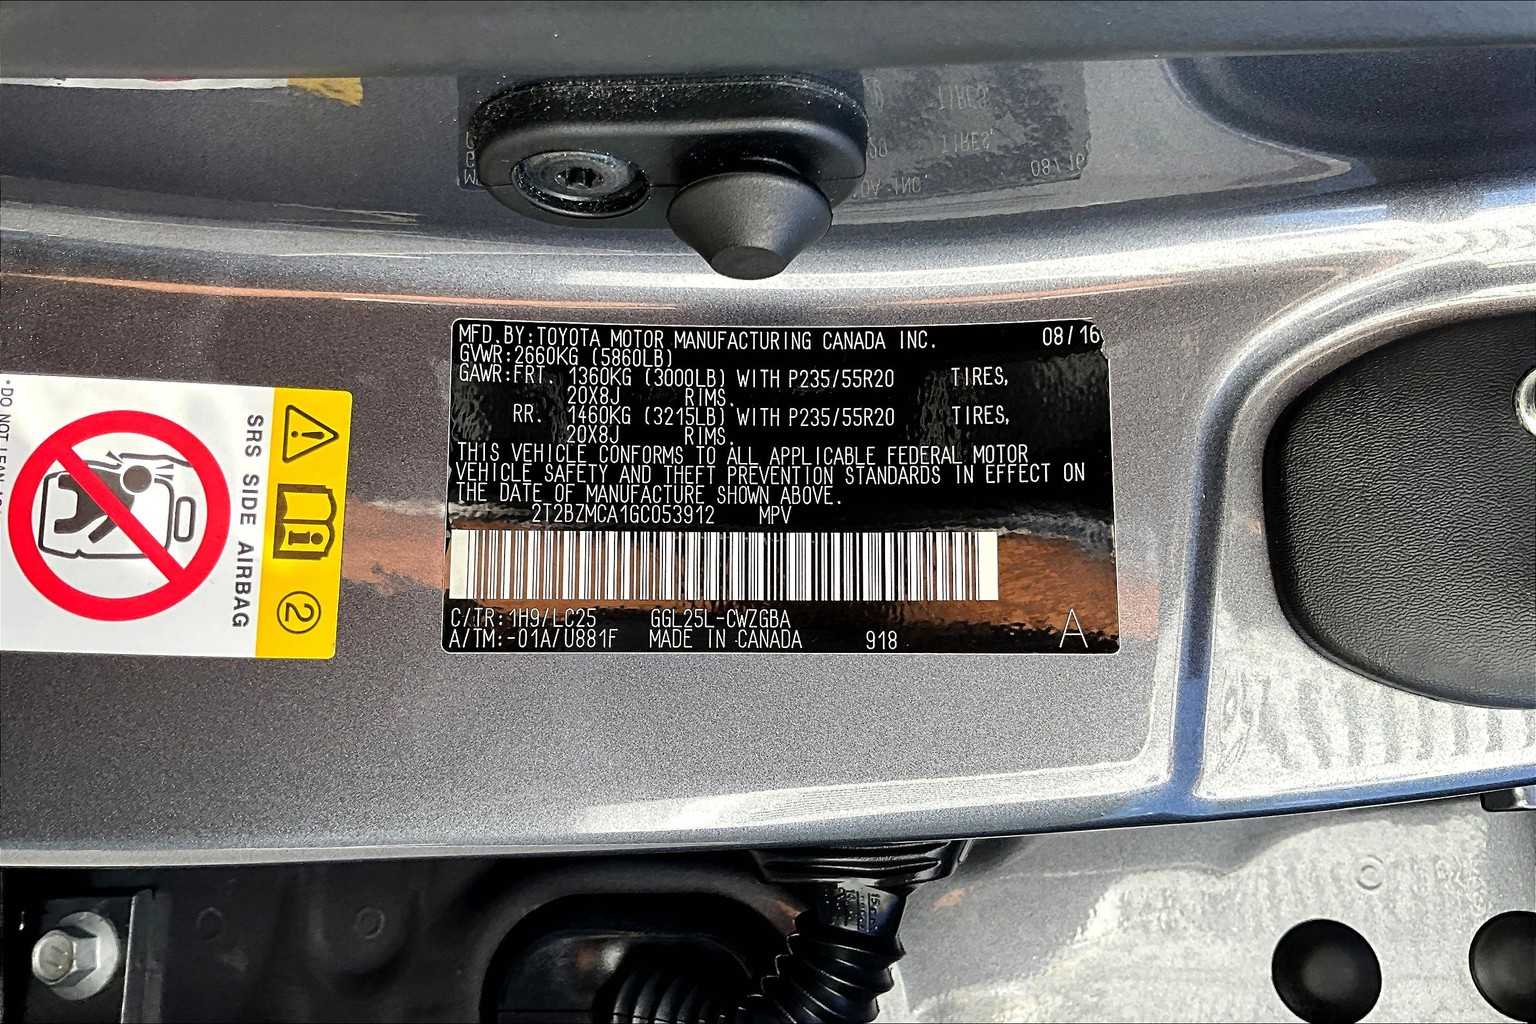 MFD. BY: TOYOTA MOTOR MANUFACTURING CANADA INC. 08/16
GVWR: 2660KG (5860LB)
GAWR: FRT. 1360KG (3000LB) WITH P235/55R20 TIRES,
20X8J RIMS.
RR. 1460KG (3215LB) WITH P235/55R20 TIRES,
20X8J RIMS.
THIS VEHICLE CONFORMS TO ALL APPLICABLE FEDERAL MOTOR
VEHICLE SAFETY AND THEFT PREVENTION STANDARDS IN EFFECT ON
THE DATE OF MANUFACTURE SHOWN ABOVE.
2T2BZMCA1GC053912 MPV
C/TR: 1H9/LC25 GGL25L-CWZGBA
A/TM: -01A/U881F MADE IN CANADA 918 A
SRS SIDE AIRBAG
2
*DO NOT LEAN